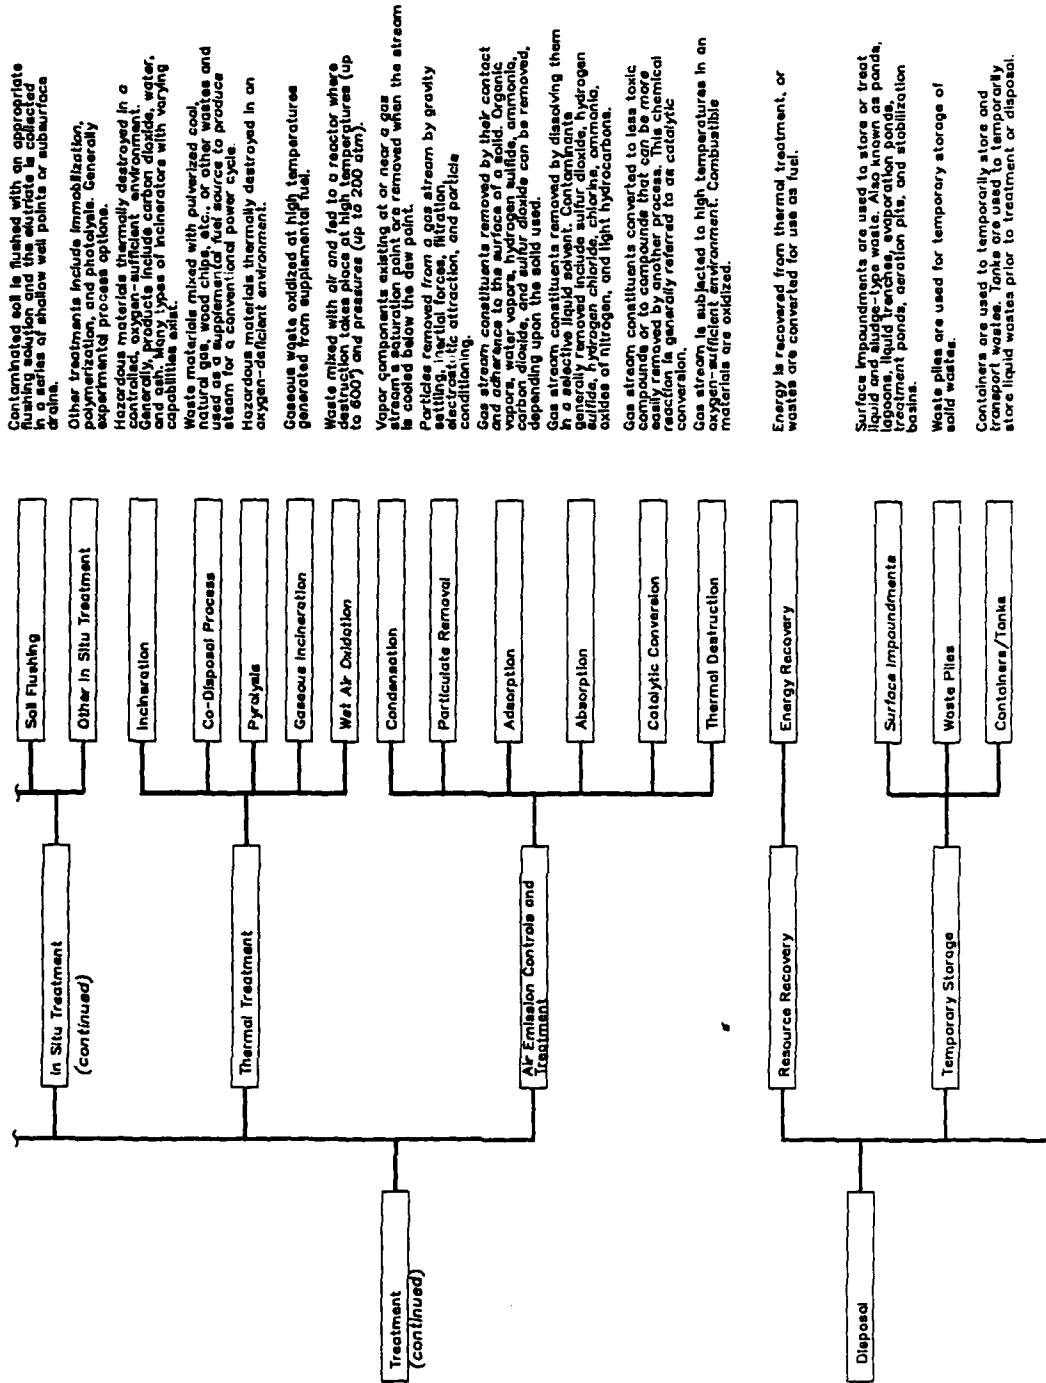 Treatment
(continued)
In Situ Treatment
(continued)
Soil Flushing
Contaminated soil is flushed with an appropriate
flushing solution and the elutriate is collected
in a series of shallow well points or subsurface
drains.
Other In Situ Treatment
Other treatments include immobilization,
polymerization, and photolysis. Generally
experimental process options.
Thermal Treatment
Incineration
Hazardous materials thermally destroyed in a
controlled, oxygen-sufficient environment.
Generally, products include carbon dioxide, water,
and ash. Many types of incinerators with varying
capabilities exist.
Co-Disposal Process
Waste materials mixed with pulverized coal,
natural gas, wood chips, etc., or other wastes and
used as a supplemental fuel source to produce
steam for a conventional power cycle.
Pyrolysis
Hazardous materials thermally destroyed in an
oxygen-deficient environment.
Gaseous Incineration
Gaseous waste oxidized at high temperatures
generated from supplemental fuel.
Wet Air Oxidation
Waste mixed with air and fed to a reactor where
destruction takes place at high temperatures (up
to 600°) and pressures (up to 200 atm).
Air Emission Controls and
Treatment
Condensation
Vapor components existing at or near a gas
stream's saturation point are removed when the stream
is cooled below the dew point.
Particulate Removal
Particles removed from a gas stream by gravity
settling, inertial forces, filtration,
electrostatic attraction, and particle
conditioning.
Adsorption
Gas stream constituents removed by their contact
and adherence to the surface of a solid. Organic
vapors, water vapors, hydrogen sulfide, ammonia,
carbon dioxide, and sulfur dioxide can be removed,
depending upon the solid used.
Absorption
Gas stream constituents removed by dissolving them
in a selective liquid solvent. Contaminants
generally removed include sulfur dioxide, hydrogen
sulfide, hydrogen chloride, chlorine, ammonia,
oxides of nitrogen, and light hydrocarbons.
Catalytic Conversion
Gas stream constituents converted to less toxic
compounds or to compounds that can be more
easily removed by another process. This chemical
reaction is generally referred to as catalytic
conversion.
Thermal Destruction
Gas stream is subjected to high temperatures in an
oxygen-sufficient environment. Combustible
materials are oxidized.
Disposal
Resource Recovery
Energy Recovery
Energy is recovered from thermal treatment, or
wastes are converted for use as fuel.
Temporary Storage
Surface Impoundments
Surface impoundments are used to store or treat
liquid and sludge-type waste. Also known as ponds,
lagoons, liquid trenches, evaporation ponds,
treatment ponds, aeration pits, and stabilization
basins.
Waste Piles
Waste piles are used for temporary storage of
solid wastes.
Containers/Tanks
Containers are used to temporarily store and
transport wastes. Tanks are used to temporarily
store liquid wastes prior to treatment or disposal.